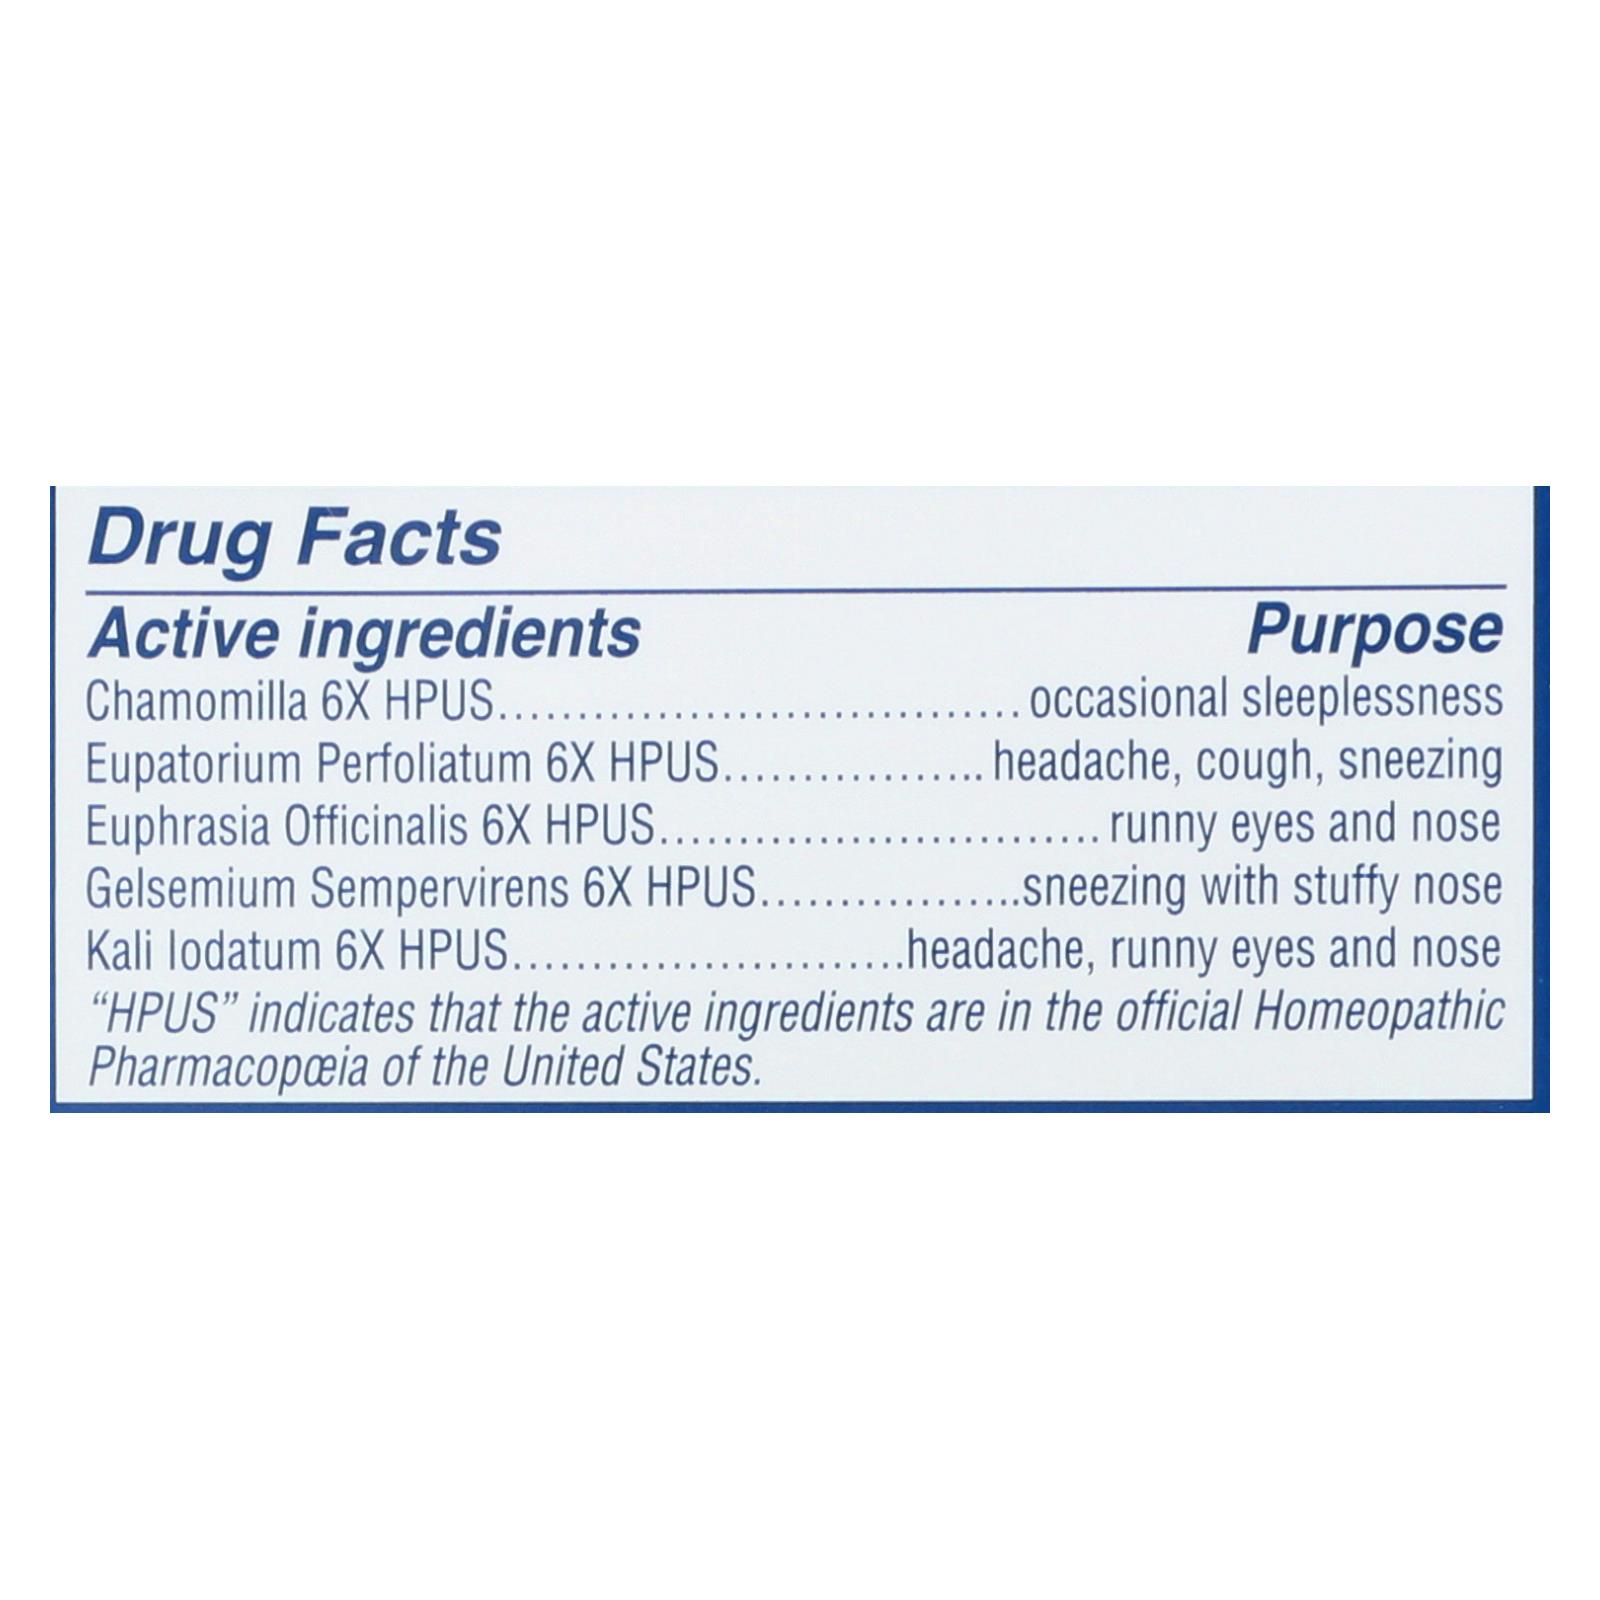 Drug Facts
Active ingredients Purpose
Chamomilla 6X HPUS................................. occasional sleeplessness
Eupatorium Perfoliatum 6X HPUS................. headache, cough, sneezing
Euphrasia Officinalis 6X HPUS............................ runny eyes and nose
Gelsemium Sempervirens 6X HPUS.................sneezing with stuffy nose
Kali Iodatum 6X HPUS.........................headache, runny eyes and nose
“HPUS” indicates that the active ingredients are in the official Homeopathic
Pharmacopœia of the United States.